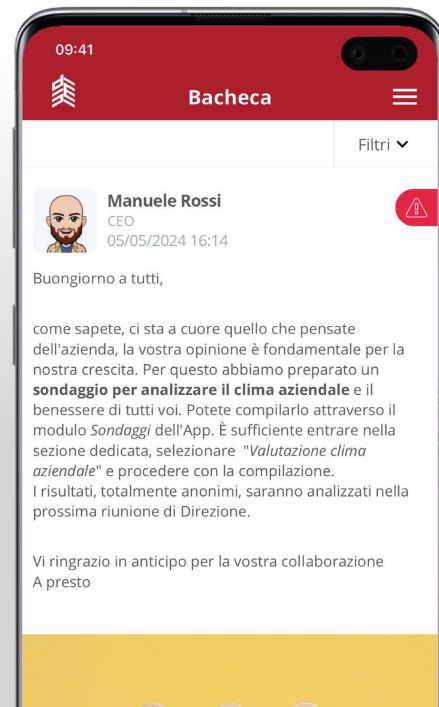 09:41
Bacheca
Filtri
Manuele Rossi
CEO
05/05/2024 16:14
Buongiorno a tutti,
come sapete, ci sta a cuore quello che pensate
dell'azienda, la vostra opinione è fondamentale per la
nostra crescita. Per questo abbiamo preparato un
sondaggio per analizzare il clima aziendale e il
benessere di tutti voi. Potete compilarlo attraverso il
modulo Sondaggi dell'App. È sufficiente entrare nella
sezione dedicata, selezionare "Valutazione clima
aziendale" e procedere con la compilazione.
I risultati, totalmente anonimi, saranno analizzati nella
prossima riunione di Direzione.
Vi ringrazio in anticipo per la vostra collaborazione
A presto